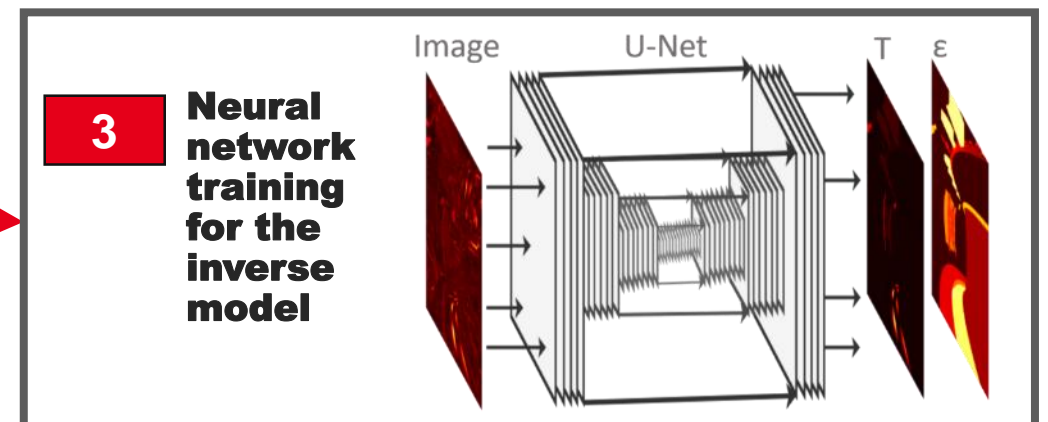 Image
U-Net
T
ε
3
Neural
network
training
for the
inverse
model